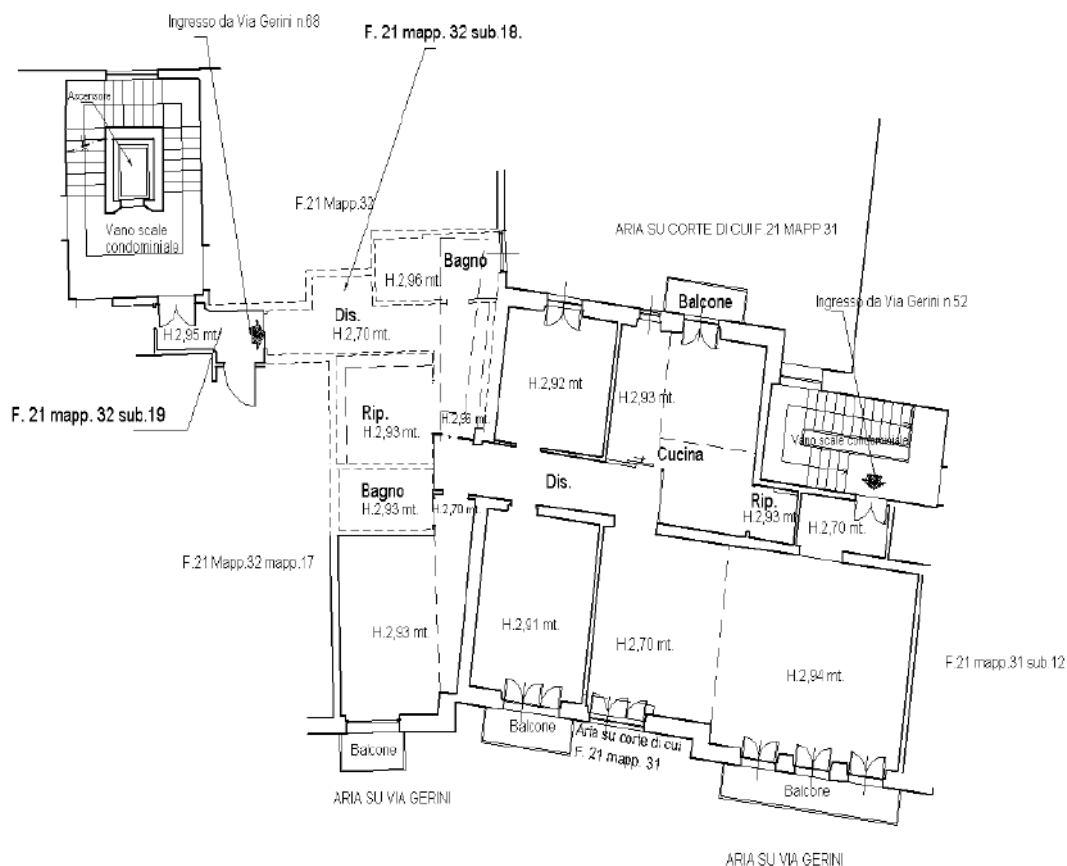 Ingresso da Via Gerini n.68
F. 21 mapp. 32 sub.18.
Ascensore
F.21 Mapp.32
Vano scale
condominiale
ARIA SU CORTE DI CUI F. 21 MAPP 31
Bagno
H.2,96 mt.
Balcone
Ingresso da Via Gerini n.52
Dis.
H.2,70 mt.
H.2,95 mt.
H.2,92 mt
H.2,93 mt.
F. 21 mapp. 32 sub.19
Rip.
H.2,93 mt.
H.2,96 mt.
Vano scale condominiale
Cucina
Dis.
Bagno
H.2,93 mt.
H.2,70 mt.
Rip.
H.2,93 mt.
H.2,70 mt.
F.21 Mapp.32 mapp.17
H.2,93 mt.
H.2,91 mt.
H.2,70 mt.
H.2,94 mt.
F.21 mapp.31 sub 12
Balcone
Balcone
Aria su corte di cui
F. 21 mapp. 31
Balcone
ARIA SU VIA GERINI
ARIA SU VIA GERINI